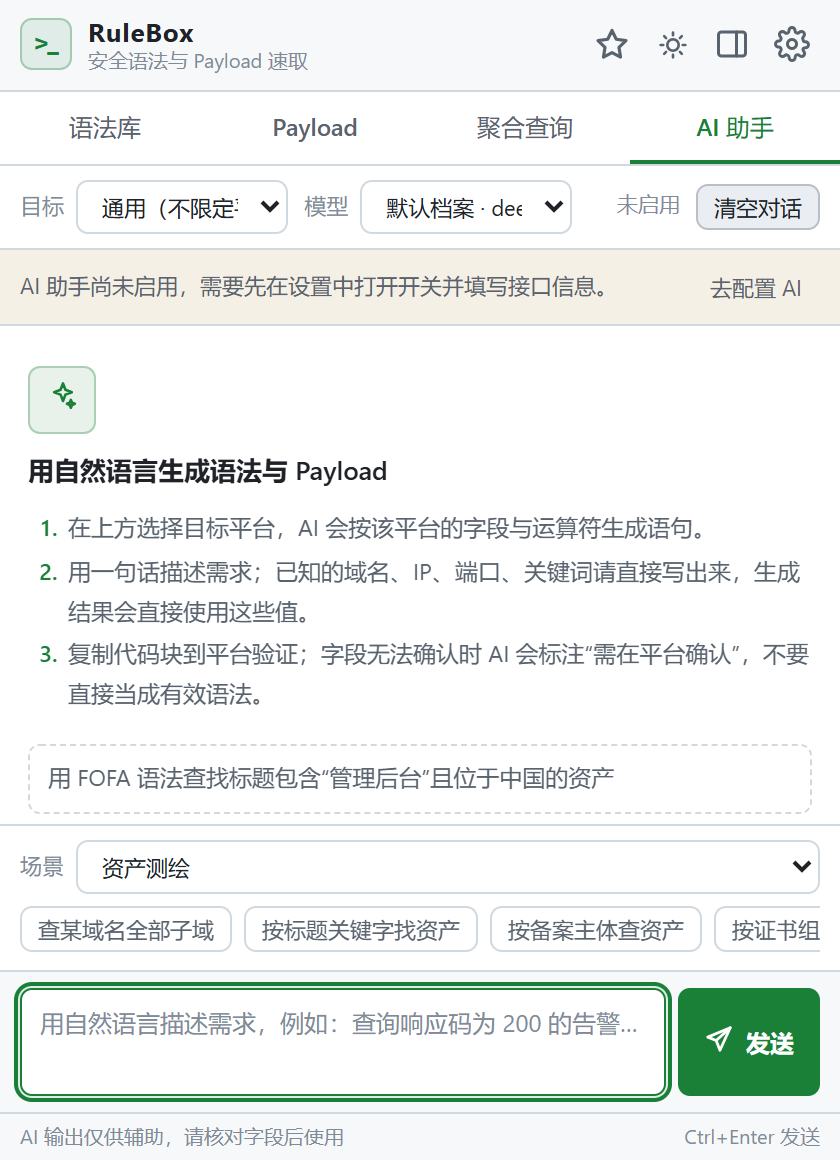 >_
RuleBox
安全语法与 Payload 速取
语法库 Payload 聚合查询 AI 助手
目标 通用（不限定 模型 默认档案 · dee 未启用 清空对话
AI 助手尚未启用，需要先在设置中打开开关并填写接口信息。 去配置 AI
用自然语言生成语法与 Payload
1. 在上方选择目标平台，AI 会按该平台的字段与运算符生成语句。
2. 用一句话描述需求；已知的域名、IP、端口、关键词请直接写出来，生成
结果会直接使用这些值。
3. 复制代码块到平台验证；字段无法确认时 AI 会标注“需在平台确认”，不要
直接当成有效语法。
用 FOFA 语法查找标题包含“管理后台”且位于中国的资产
场景 资产测绘
查某域名全部子域 按标题关键字找资产 按备案主体查资产 按证书组
用自然语言描述需求，例如：查询响应码为 200 的告警...
发送
AI 输出仅供辅助，请核对字段后使用 Ctrl+Enter 发送